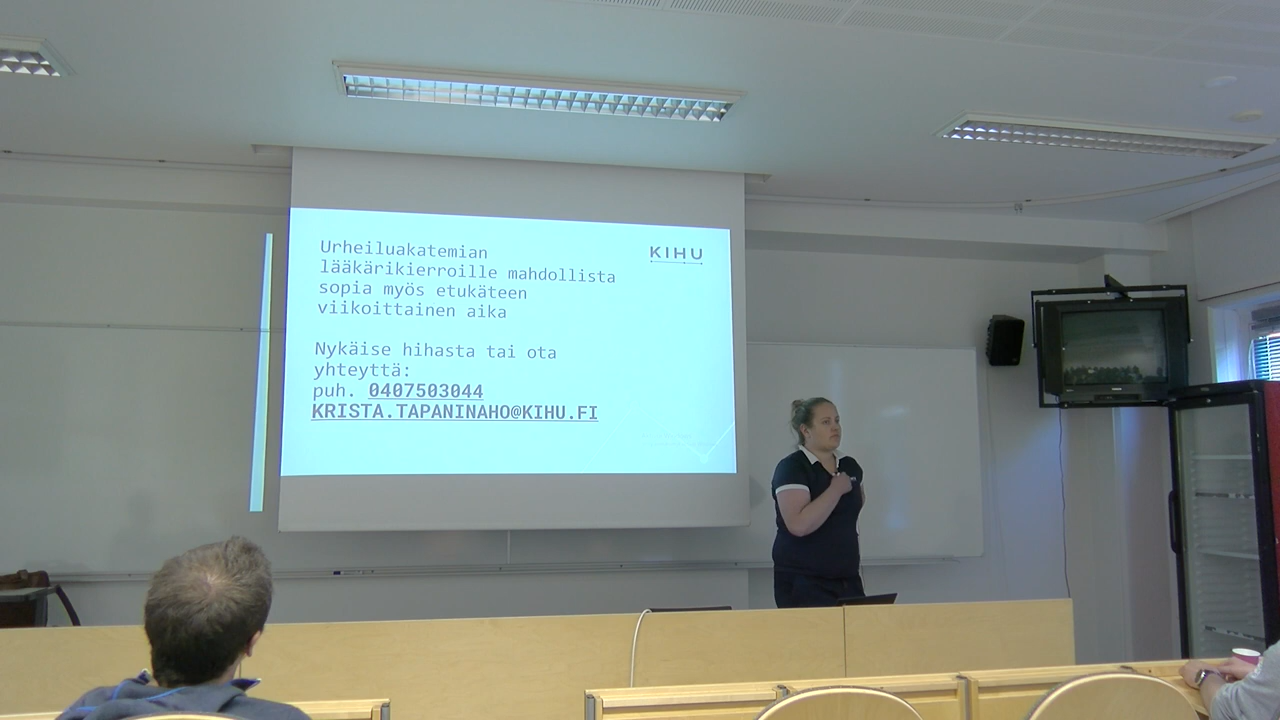 Urheiluakatemian
lääkärikierroille mahdollista
sopia myös etukäteen
viikoittainen aika
Nykäise hihasta tai ota
yhteyttä:
puh. 0407503044
KRISTA.TAPANINAHO@KIHU.FI
KIHU